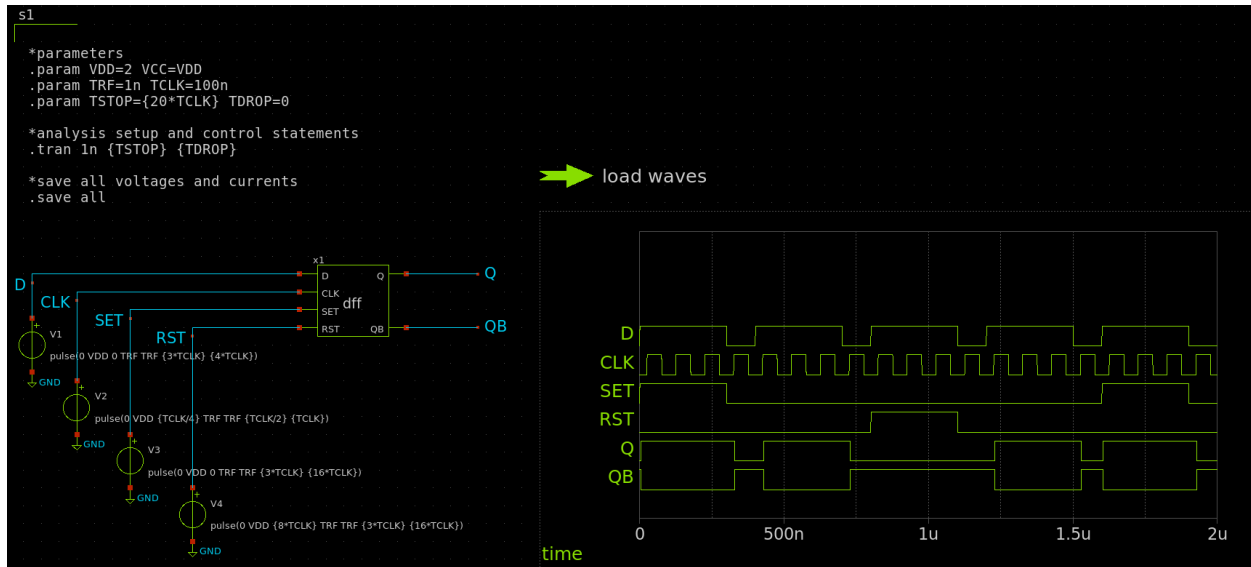 s1
*parameters
.param VDD=2 VCC=VDD
.param TRF=1n TCLK=100n
.param TSTOP={20*TCLK} TDROP=0
*analysis setup and control statements
.tran 1n {TSTOP} {TDROP}
*save all voltages and currents
.save all
load waves
x1
D
CLK
SET
RST
D
CLK
SET
RST
dff
Q
QB
Q
QB
V1
pulse(0 VDD 0 TRF TRF {3*TCLK} {4*TCLK})
GND
V2
pulse(0 VDD {TCLK/4} TRF TRF {TCLK/2} {TCLK})
GND
V3
pulse(0 VDD 0 TRF TRF {3*TCLK} {16*TCLK})
GND
V4
pulse(0 VDD {8*TCLK} TRF TRF {3*TCLK} {16*TCLK})
GND
D
CLK
SET
RST
Q
QB
0 500n 1u 1.5u 2u
time